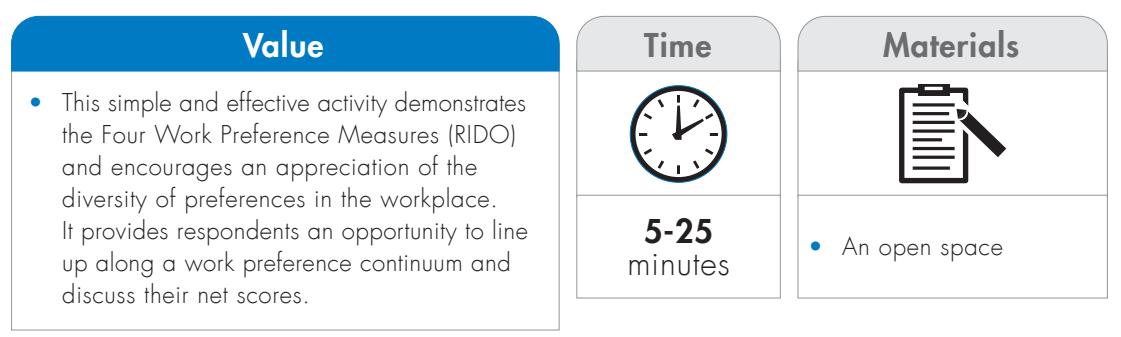 Value
• This simple and effective activity demonstrates
the Four Work Preference Measures (RIDO)
and encourages an appreciation of the
diversity of preferences in the workplace.
It provides respondents an opportunity to line
up along a work preference continuum and
discuss their net scores.
Time
5-25
minutes
Materials
• An open space